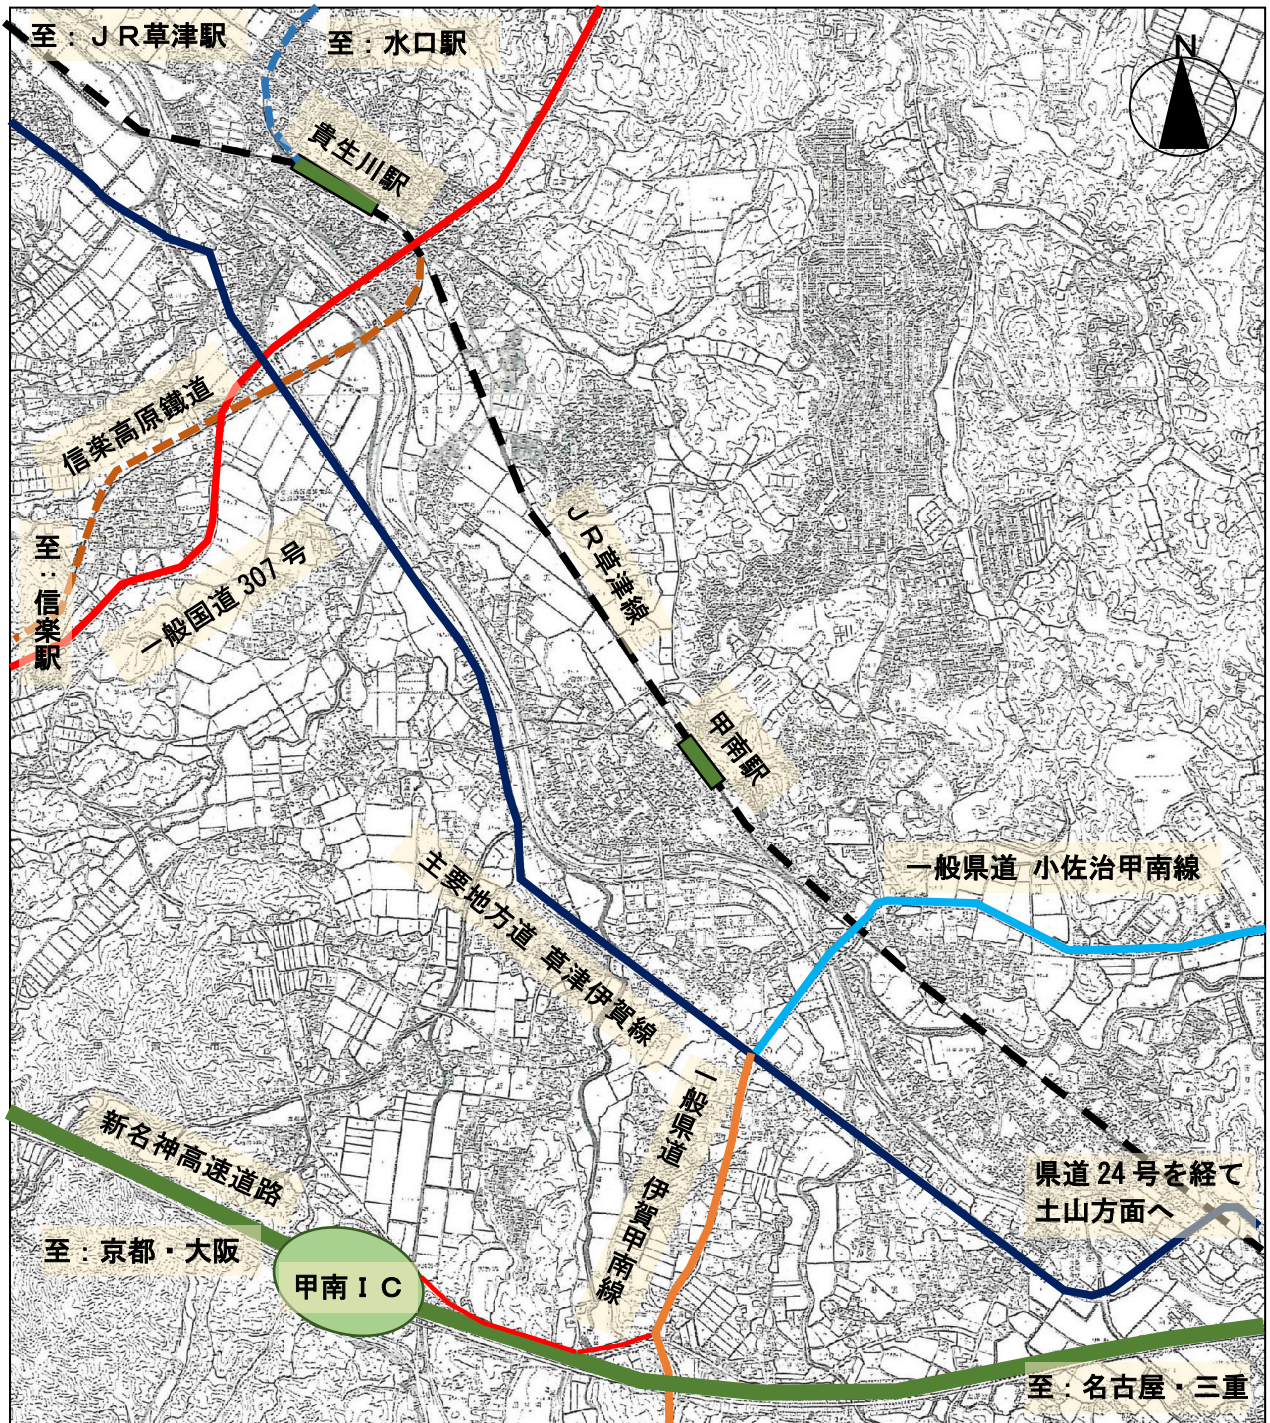 至：ＪＲ草津駅
至：水口駅
N
貴生川駅
信楽高原鐵道
至：信楽駅
一般国道 307 号
ＪＲ草津線
甲南駅
主要地方道 草津伊賀線
一般県道 小佐治甲南線
一般県道 伊賀甲南線
新名神高速道路
県道 24 号を経て
土山方面へ
至：京都・大阪
甲南ＩＣ
至：名古屋・三重